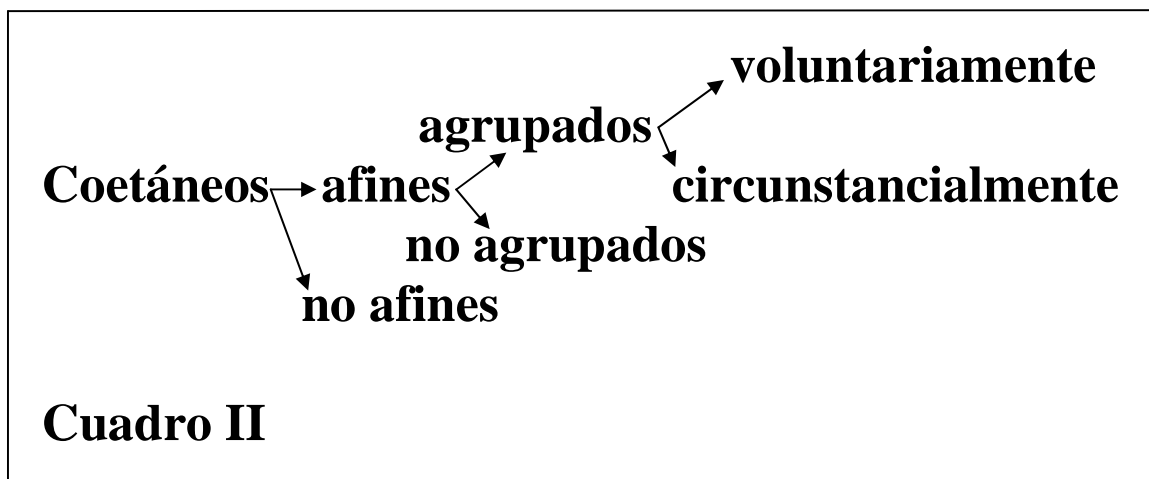 voluntariamente
agrupados
Coetáneos afines circunstancialmente
no agrupados
no afines
Cuadro II